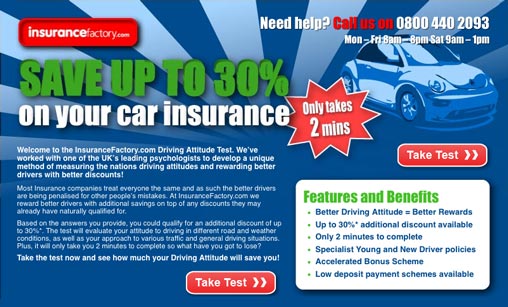 insurancefactory.com
Need help? Call us on 0800 440 2093
Mon – Fri 8am – 8pm Sat 9am – 1pm
SAVE UP TO 30%
on your car insurance
Only takes
2 mins
Take Test
Welcome to the InsuranceFactory.com Driving Attitude Test. We've
worked with one of the UK's leading psychologists to develop a unique
method of measuring the nations driving attitudes and rewarding better
drivers with better discounts!
Most Insurance companies treat everyone the same and as such the better drivers
are being penalised for other people's mistakes. At InsuranceFactory.com we
reward better drivers with additional savings on top of any discounts they may
already have naturally qualified for.
Based on the answers you provide, you could qualify for an additional discount of up
to 30%*. The test will evaluate your attitude to driving in different road and weather
conditions, as well as your approach to various traffic and general driving situations.
Plus, it will only take you 2 minutes to complete so what have you got to lose?
Take the test now and see how much your Driving Attitude will save you!
Take Test
Features and Benefits
• Better Driving Attitude = Better Rewards
• Up to 30%* additional discount available
• Only 2 minutes to complete
• Specialist Young and New Driver policies
• Accelerated Bonus Scheme
• Low deposit payment schemes available